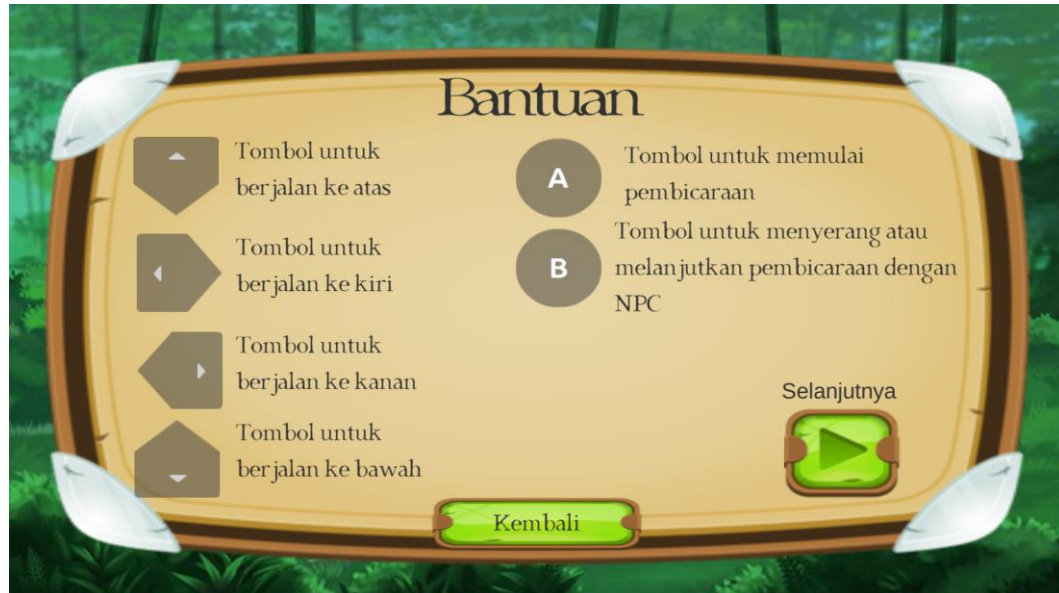 Bantuan
Tombol untuk
berjalan ke atas
Tombol untuk
berjalan ke kiri
Tombol untuk
berjalan ke kanan
Tombol untuk
berjalan ke bawah
A
Tombol untuk memulai
pembicaraan
B
Tombol untuk menyerang atau
melanjutkan pembicaraan dengan
NPC
Selanjutnya
Kembali